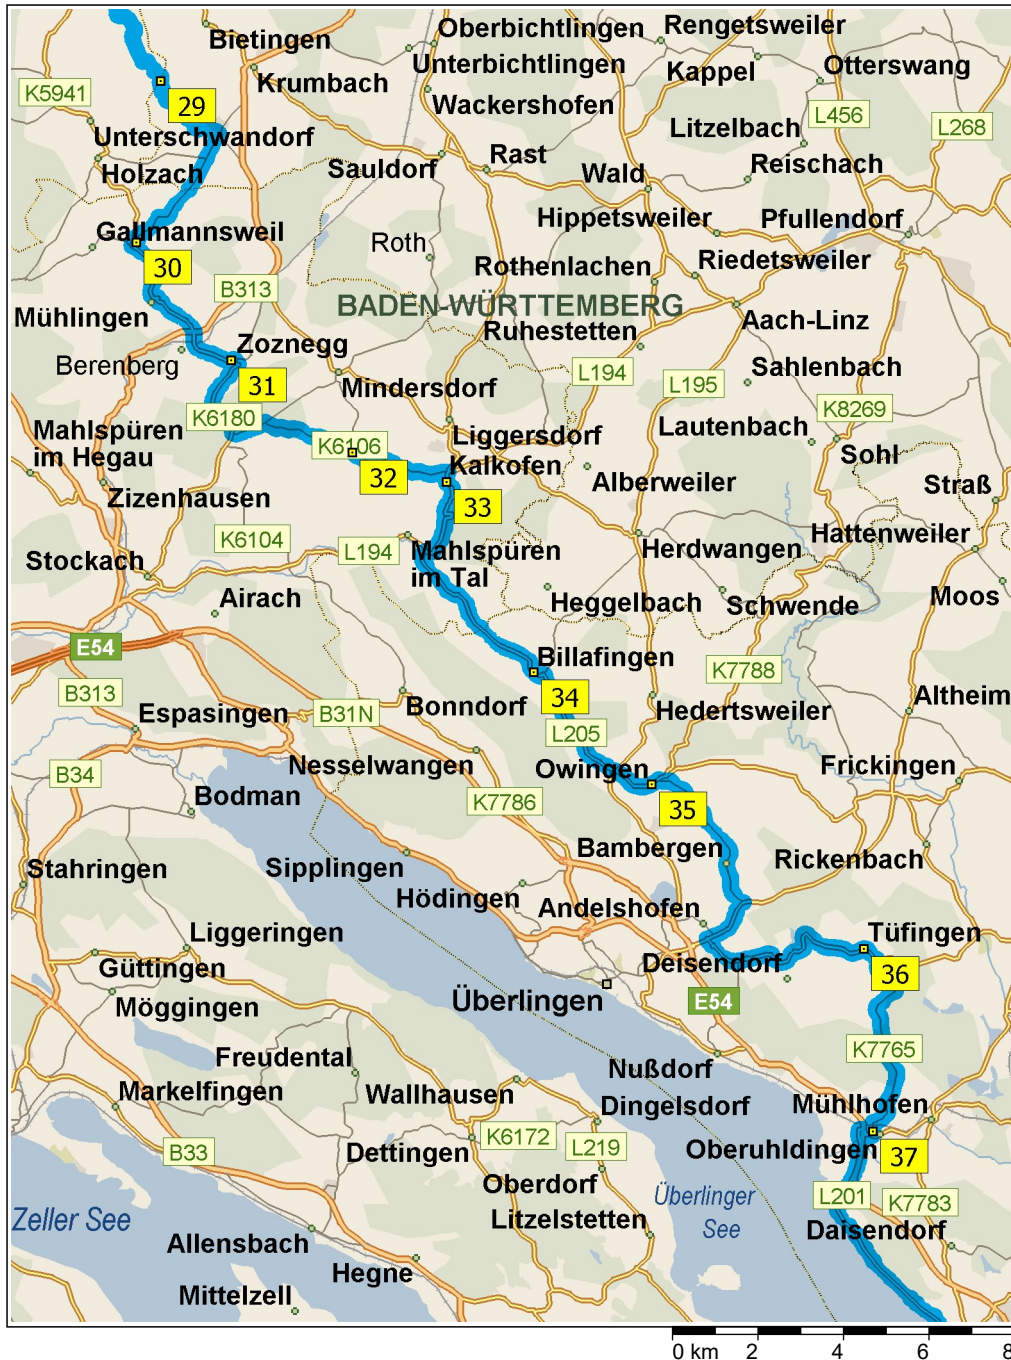 Bietingen
Oberbichtlingen
Rengetsweiler
Krumbach
Unterbichtlingen
Kappel
Otterswang
K5941
29
Wackershofen
L456
L268
Unterschwandorf
Litzelbach
Holzach
Sauldorf
Rast
Wald
Reischach
Gallmannsweil
Roth
Hippetsweiler
Pfullendorf
30
Rothenlachen
Riedetsweiler
B313
Mühlingen
BADEN-WÜRTTEMBERG
Ruhestetten
Aach-Linz
Zoznegg
Berenberg
31
Mindersdorf
L194
L195
Sahlenbach
K6180
K8269
Mahlspüren
im Hegau
K6106
Liggersdorf
Lautenbach
Sohl
32
Kalkofen
Alberweiler
Straß
Zizenhausen
33
K6104
L194
Mahlspüren
im Tal
Herdwangen
Hattenweiler
Stockach
Airach
Heggelbach
Schwende
Moos
E54
Billafingen
K7788
B313
34
Altheim
Espasingen
B31N
Bonndorf
Hedertsweiler
L205
B34
Nesselwangen
Owingen
Frickingen
Bodman
K7786
35
Bambergen
Rickenbach
Stahringen
Sipplingen
Hödingen
Andelshofen
Liggeringen
Tüfingen
Güttingen
Deisendorf
36
Möggingen
Überlingen
E54
Freudental
K7765
Markelfingen
Wallhausen
Nußdorf
Dingelsdorf
Mühlhofen
B33
Dettingen
K6172
L219
Oberuhldingen
37
Oberdorf
Überlinger
See
L201
K7783
Zeller See
Litzelstetten
Daisendorf
Allensbach
Hegne
Mittelzell
0 km 2 4 6 8